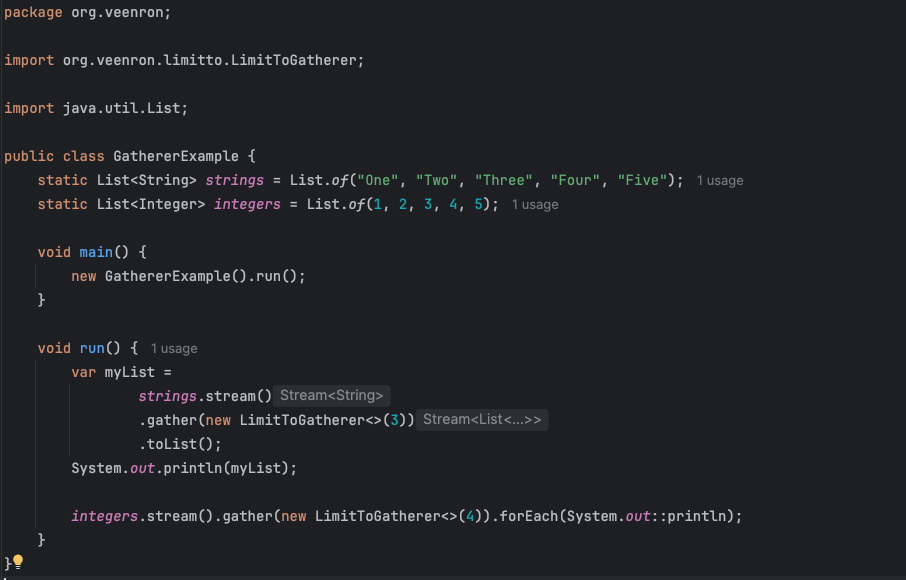 package org.veenron;
import org.veenron.limitto.LimitToGatherer;
import java.util.List;
public class GathererExample {
static List<String> strings = List.of("One", "Two", "Three", "Four", "Five"); 1 usage
static List<Integer> integers = List.of(1, 2, 3, 4, 5); 1 usage
void main() {
new GathererExample().run();
}
void run() { 1 usage
var myList =
strings.stream() Stream<String>
.gather(new LimitToGatherer<>(3)) Stream<List<...>>
.toList();
System.out.println(myList);
integers.stream().gather(new LimitToGatherer<>(4)).forEach(System.out::println);
}
}